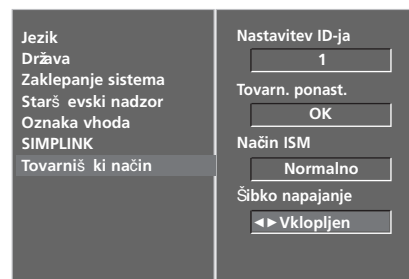 Jezik
Država
Zaklepanje sistema
Starš evski nadzor
Oznaka vhoda
SIMPLINK
Tovarniš ki način
Nastavitev ID-ja
1
Tovarn. ponast.
OK
Način ISM
Normalno
Šibko napajanje
◄► Vklopljen